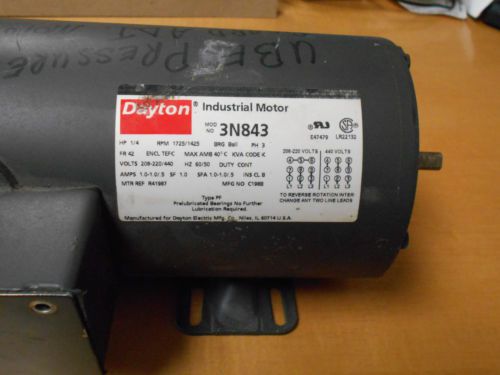 UBE PRESSURE
Dayton® Industrial Motor
MOD NO 3N843
E47479 LR22132
HP 1/4 RPM 1725/1425 BRG Ball PH 3
FR 42 ENCL TEFC MAX AMB 40°C KVA CODE K
VOLTS 208-220/440 HZ 60/50 DUTY CONT
AMPS 1.0-1.0/.5 SF 1.0 SFA 1.0-1.0/.5 INS CL B
MTR REF R41987 MFG NO C1988
208-220 VOLTS 440 VOLTS
TO REVERSE ROTATION INTER
CHANGE ANY TWO LINE LEADS
Type PF
Prelubricated Bearings No Further
Lubrication Required.
Manufactured for Dayton Electric Mfg. Co., Niles, IL 60714 U.S.A.